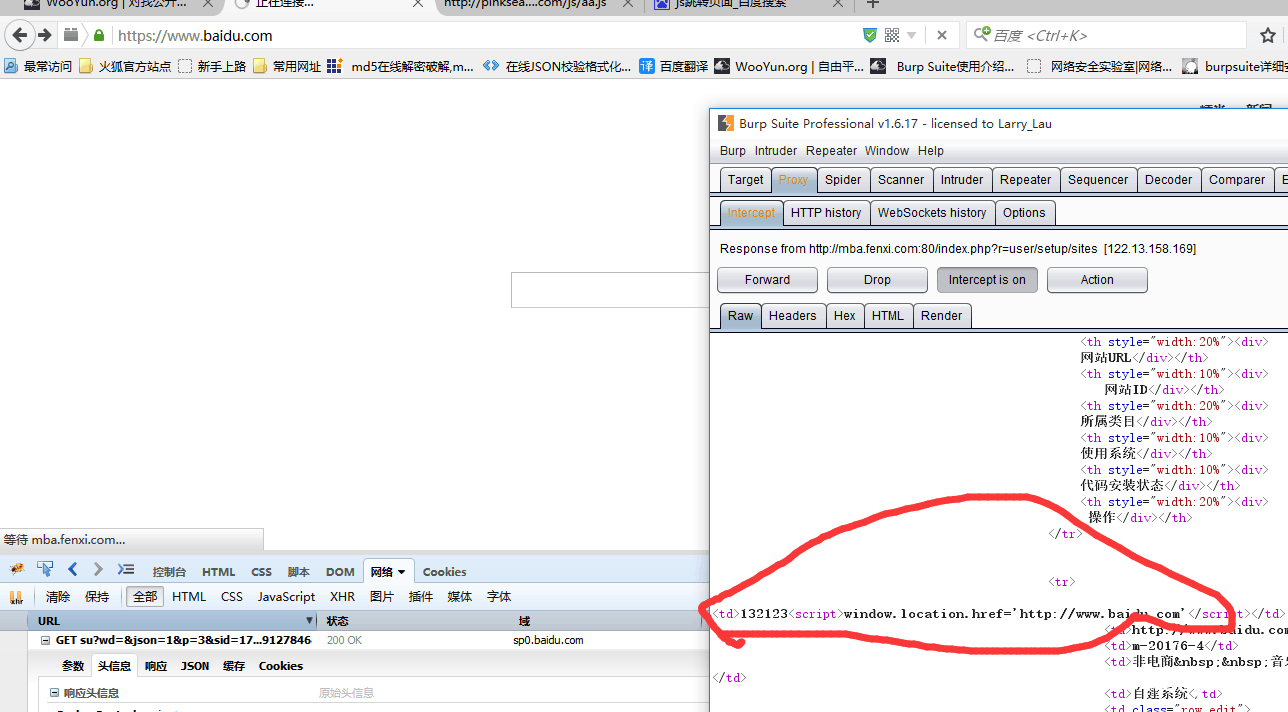 WooYun.org | 对找公开...
正在连接...
http://pinksea....com/js/aa.js
js跳转页面_百度搜索
https://www.baidu.com
百度 <Ctrl+K>
最常访问
火狐官方站点
新手上路
常用网址
md5在线解密破解,m...
在线JSON校验格式化...
百度翻译
WooYun.org | 自由平...
Burp Suite使用介绍...
网络安全实验室|网络...
burpsuite详细
Burp Suite Professional v1.6.17 - licensed to Larry_Lau
Burp Intruder Repeater Window Help
Target Proxy Spider Scanner Intruder Repeater Sequencer Decoder Comparer
Intercept HTTP history WebSockets history Options
Response from http://mba.fenxi.com:80/index.php?r=user/setup/sites [122.13.158.169]
Forward Drop Intercept is on Action
Raw Headers Hex HTML Render
<th style="width:20%"><div>
网站URL</div></th>
<th style="width:10%"><div>
网站ID</div></th>
<th style="width:20%"><div>
所属类目</div></th>
<th style="width:10%"><div>
使用系统</div></th>
<th style="width:10%"><div>
代码安装状态</div></th>
<th style="width:20%"><div>
操作</div></th>
</tr>
<tr>
<td>132123<script>window.location.href='http://www.baidu.com'</script></td>
<td>http://www.baidu.co
<td>m-20176-4</td>
<td>非电商&nbsp;&nbsp;音
</td>
<td>自建系统</td>
<td class="row_edit">
等待 mba.fenxi.com...
控制台 HTML CSS 脚本 DOM 网络 Cookies
清除 保持 全部 HTML CSS JavaScript XHR 图片 插件 媒体 字体
URL 状态 域
GET su?wd=&json=1&p=3&sid=17...9127846 200 OK sp0.baidu.com
参数 头信息 响应 JSON 缓存 Cookies
响应头信息 原始头信息